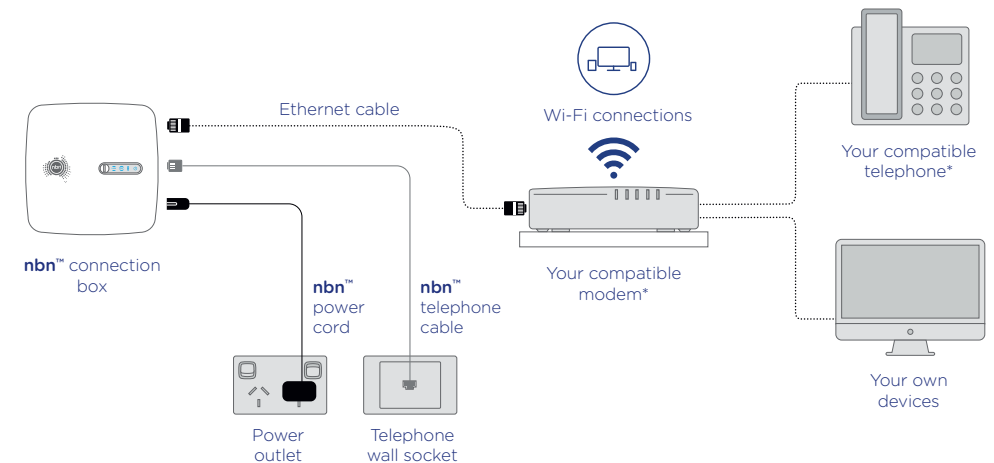 Ethernet cable
Wi-Fi connections
Your compatible
telephone*
nbn™ connection
box
nbn™
power
cord
nbn™
telephone
cable
Your compatible
modem*
Your own
devices
Power
outlet
Telephone
wall socket